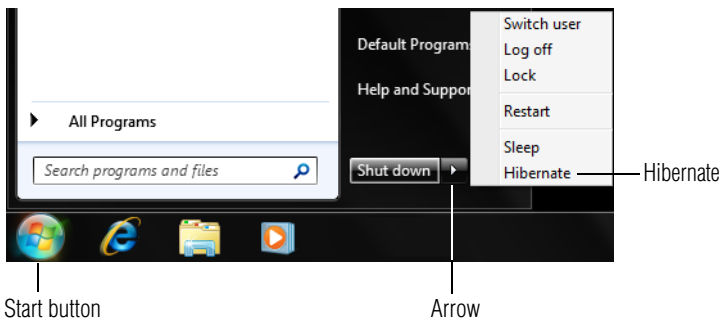 Switch user
Default Program
Log off
Lock
Help and Suppor
Restart
All Programs
Sleep
Search programs and files
Shut down
Hibernate
Hibernate
Start button
Arrow